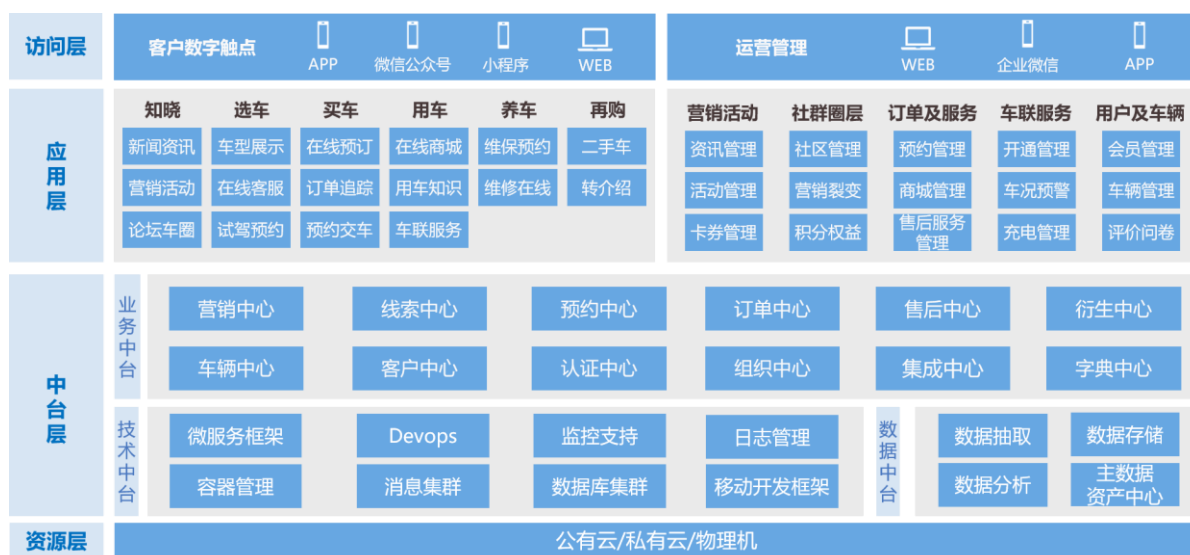 访问层
客户数字触点
APP
微信公众号
小程序
WEB
运营管理
WEB
企业微信
APP
应用层
知晓 选车 买车 用车 养车 再购
新闻资讯 车型展示 在线预订 在线商城 维保预约 二手车
营销活动 在线客服 订单追踪 用车知识 维修在线 转介绍
论坛车圈 试驾预约 预约交车 车联服务
营销活动 社群圈层 订单及服务 车联服务 用户及车辆
资讯管理 社区管理 预约管理 开通管理 会员管理
活动管理 营销裂变 商城管理 车况预警 车辆管理
卡券管理 积分权益 售后服务
管理 充电管理 评价问卷
中台层
业务中台
营销中心 线索中心 预约中心 订单中心 售后中心 衍生中心
车辆中心 客户中心 认证中心 组织中心 集成中心 字典中心
技术中台
微服务框架 Devops 监控支持 日志管理
容器管理 消息集群 数据库集群 移动开发框架
数据中台
数据抽取 数据存储
数据分析 主数据
资产中心
资源层
公有云/私有云/物理机